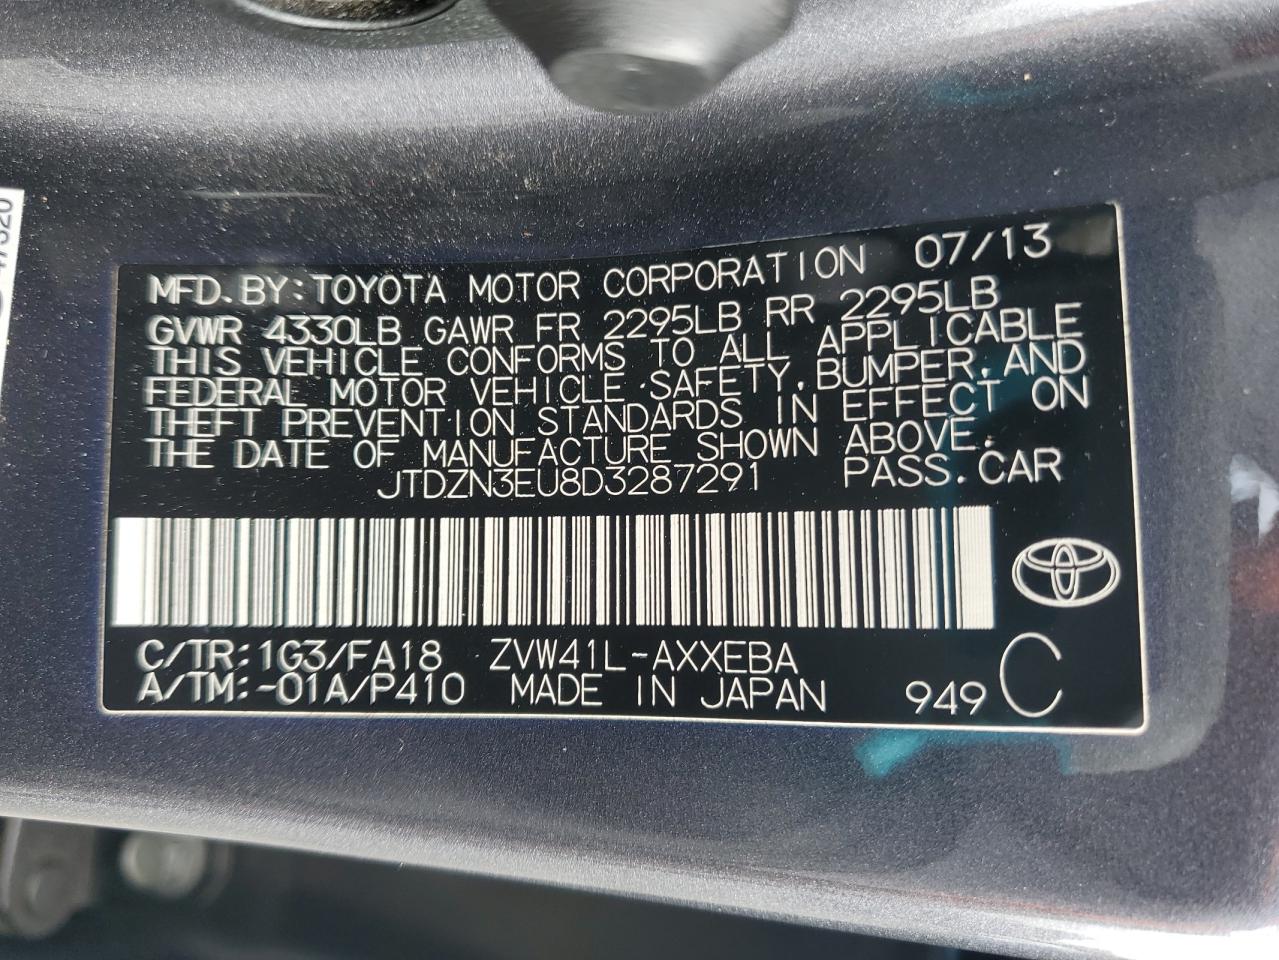 MFD. BY: TOYOTA MOTOR CORPORATION 07/13
GVWR 4330LB GAWR FR 2295LB RR 2295LB
THIS VEHICLE CONFORMS TO ALL APPLICABLE
FEDERAL MOTOR VEHICLE SAFETY, BUMPER, AND
THEFT PREVENTION STANDARDS IN EFFECT ON
THE DATE OF MANUFACTURE SHOWN ABOVE.
JTDZN3EU8D3287291 PASS. CAR
C/TR: 1G3/FA18 ZVW41L-AXXEBA
A/TM: -01A/P410 MADE IN JAPAN 949 C